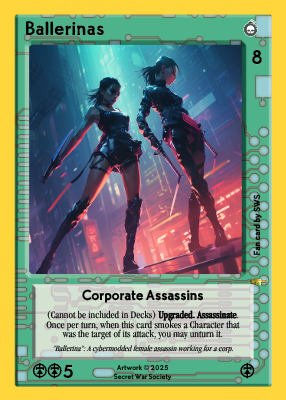 Ballerinas
8
Fan card by SWS
Corporate Assassins
(Cannot be included in Decks) Upgraded. Assassinate.
Once per turn, when this card smokes a Character that
was the target of its attack, you may unturn it.
"Ballerina": A cybermodded female assassin working for a corp.
5
Artwork © 2025
Secret War Society